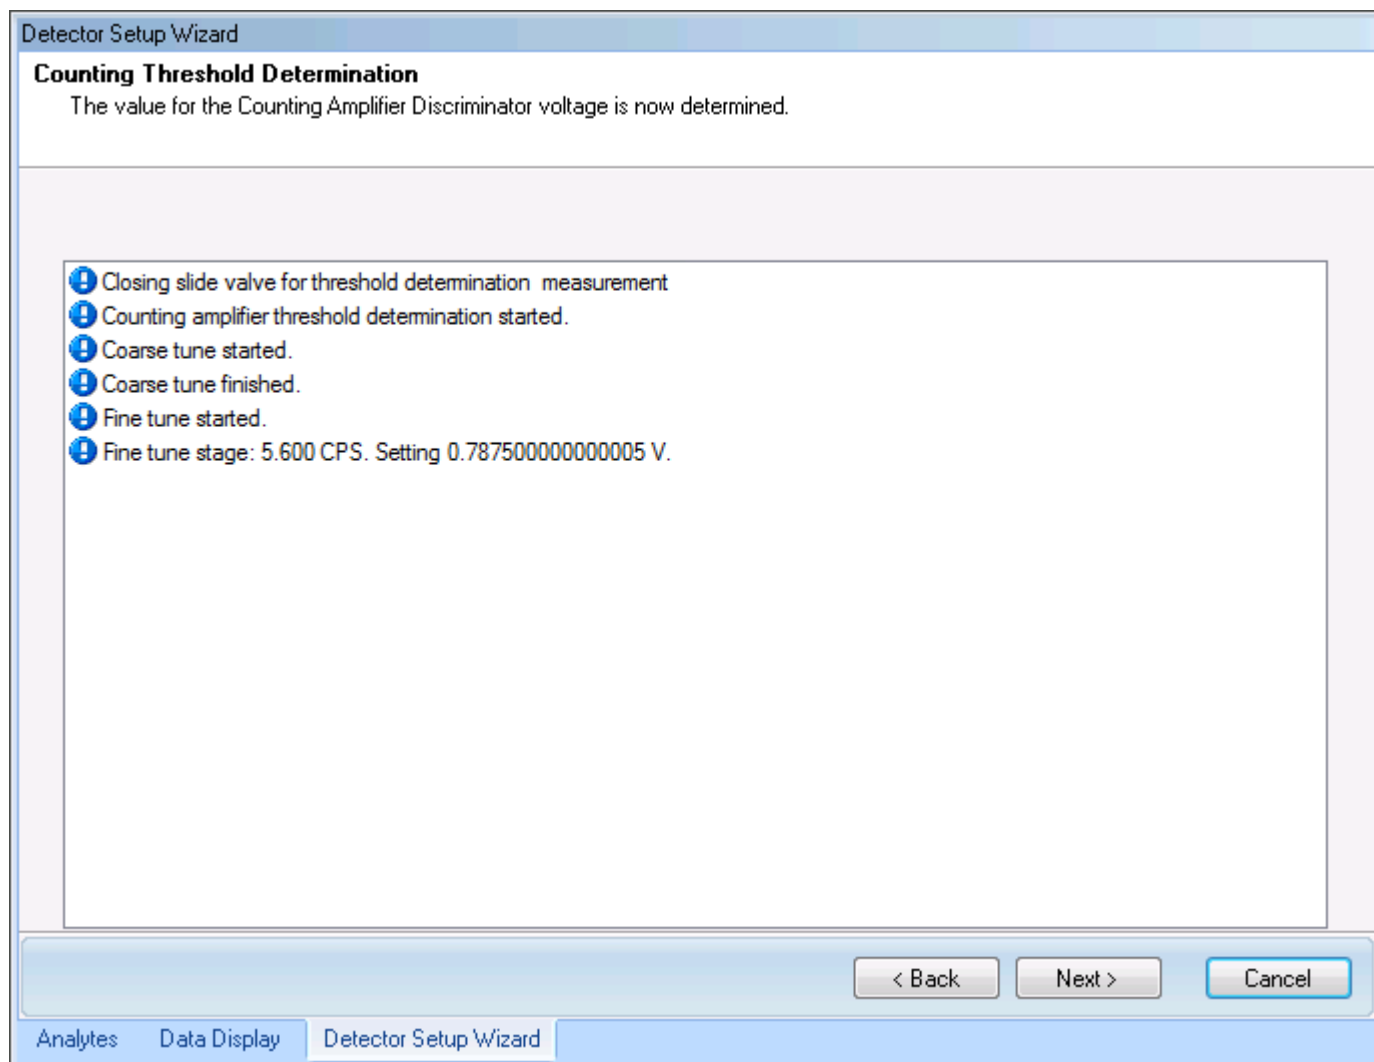 Detector Setup Wizard
Counting Threshold Determination
The value for the Counting Amplifier Discriminator voltage is now determined.
Closing slide valve for threshold determination  measurement
Counting amplifier threshold determination started.
Coarse tune started.
Coarse tune finished.
Fine tune started.
Fine tune stage: 5.600 CPS. Setting 0.787500000000005 V.
< Back Next > Cancel
Analytes Data Display Detector Setup Wizard